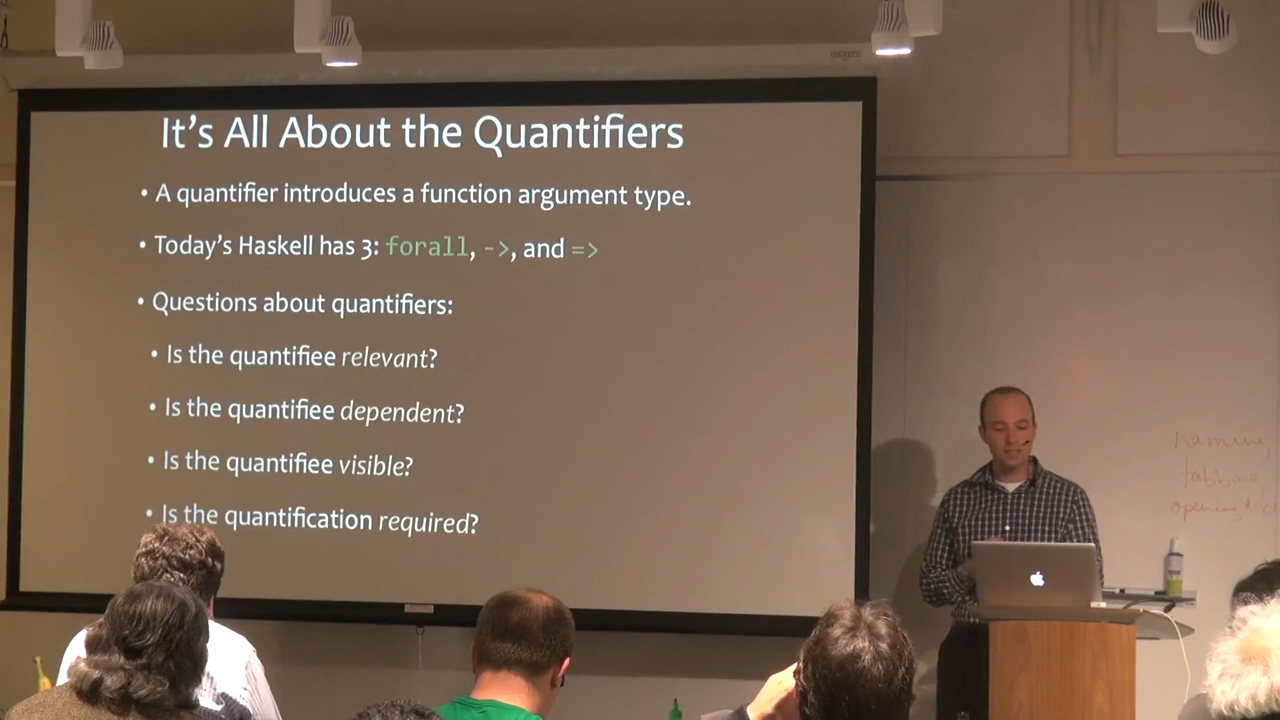 It's All About the Quantifiers
• A quantifier introduces a function argument type.
• Today's Haskell has 3: forall, ->, and =>
• Questions about quantifiers:
• Is the quantifiee relevant?
• Is the quantifiee dependent?
• Is the quantifiee visible?
• Is the quantification required?
naming